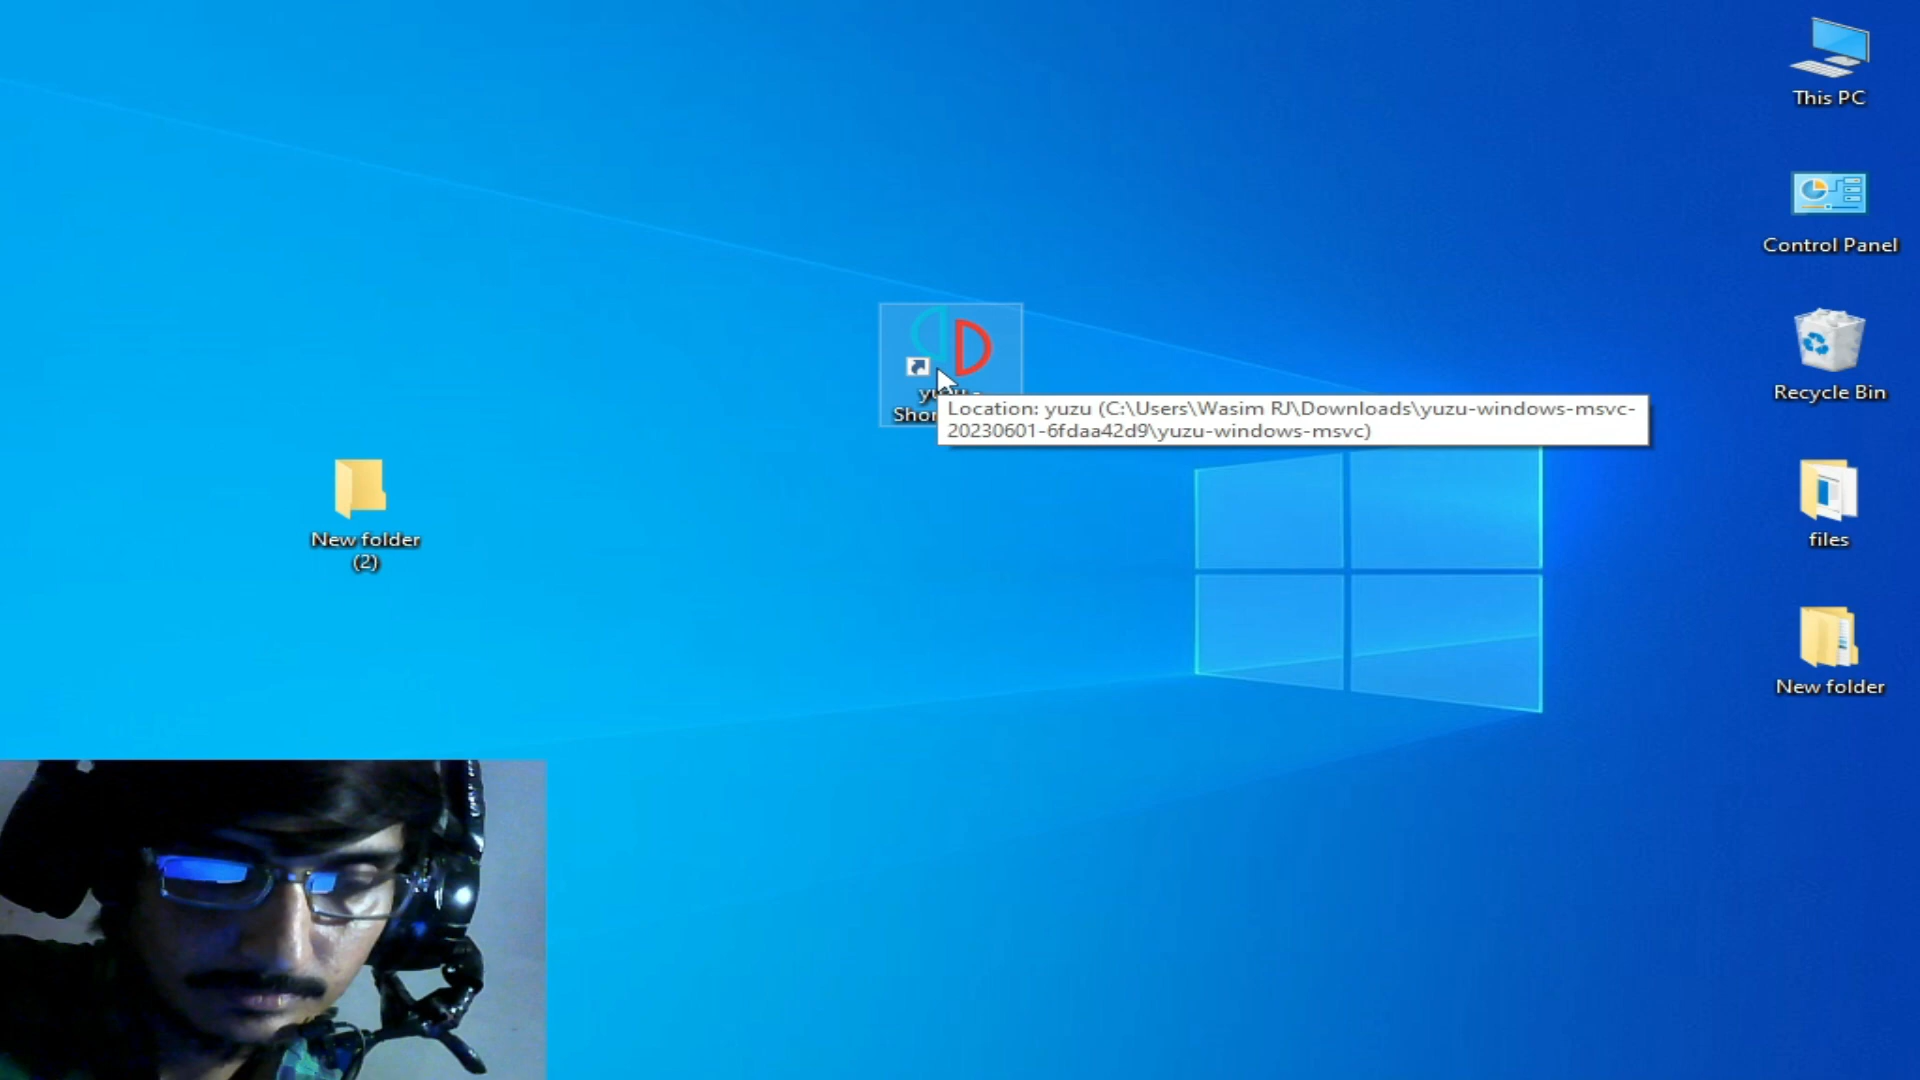 This PC
Control Panel
Recycle Bin
Location: yuzu (C:\Users\Wasim RJ\Downloads\yuzu-windows-msvc-
20230601-6fdaa42d9\yuzu-windows-msvc)
New folder
(2)
files
New folder